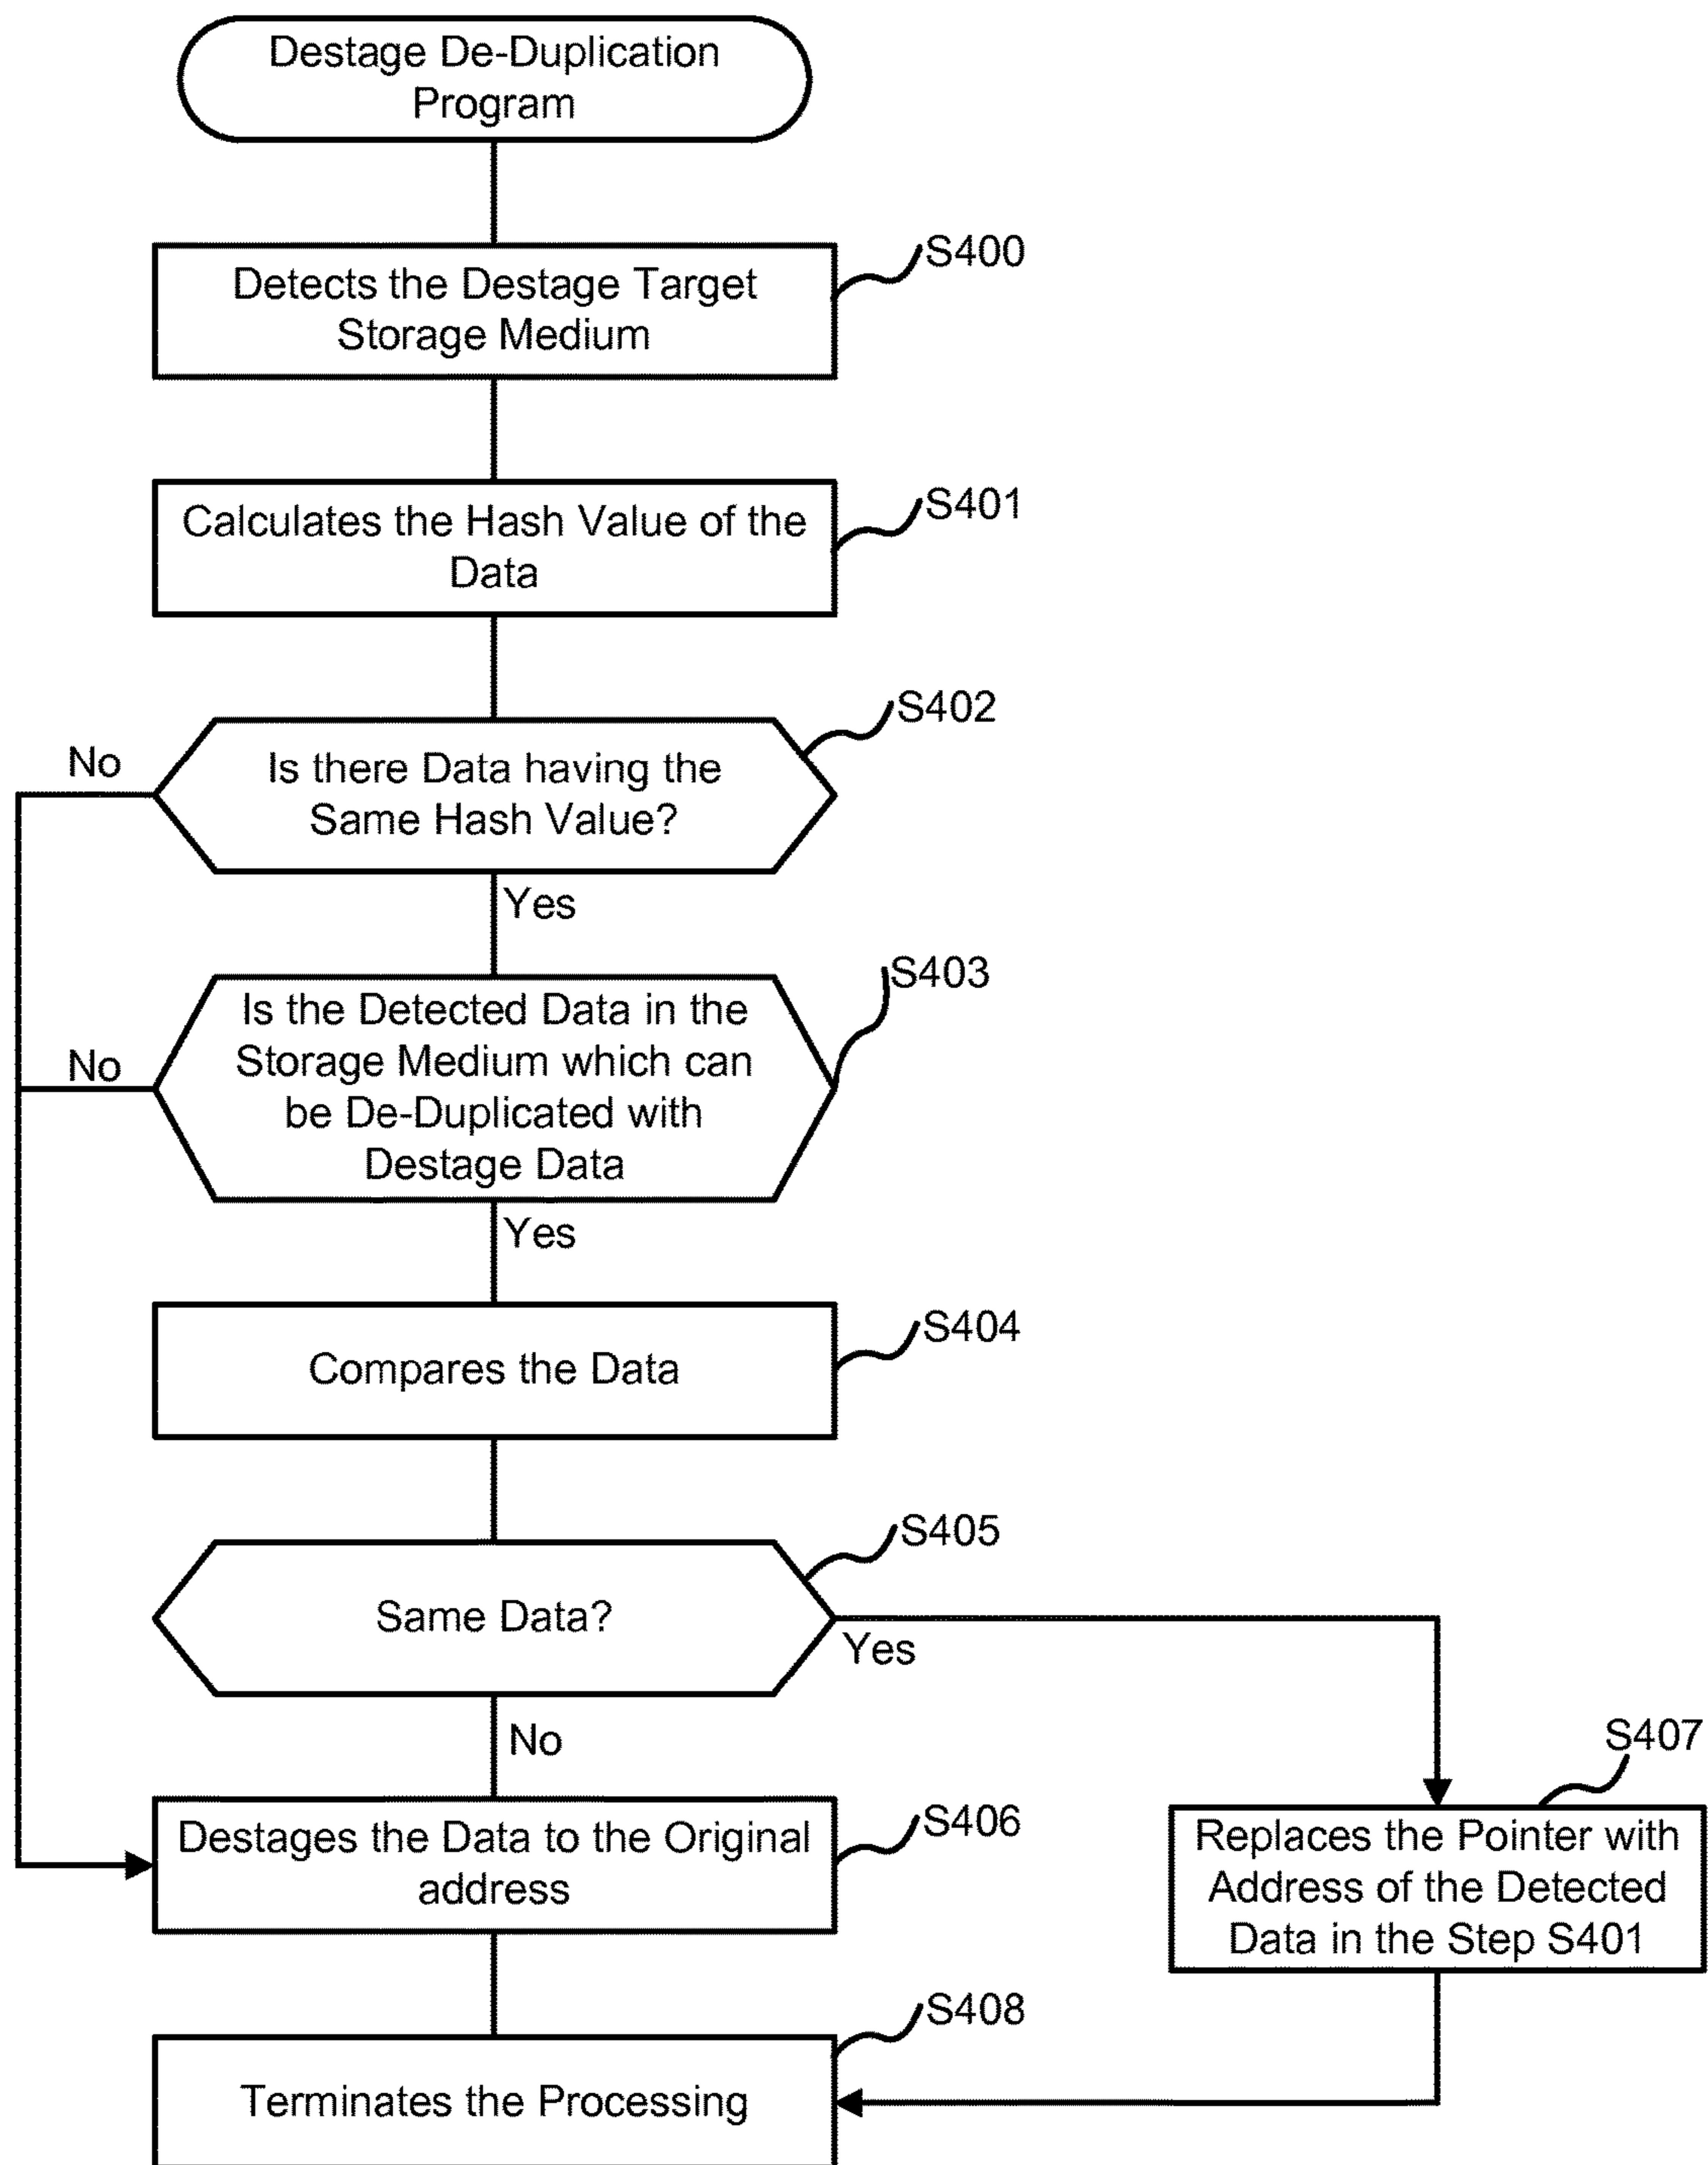 Destage De-Duplication
Program
S400
Detects the Destage Target
Storage Medium
S401
Calculates the Hash Value of the
Data
S402
No
Is there Data having the
Same Hash Value?
Yes
S403
Is the Detected Data in the
Storage Medium which can
No
be De-Duplicated with
Destage Data
Yes
S404
Compares the Data
S405
Same Data?
Yes
No
S407
S406
Destages the Data to the Original
address
Replaces the Pointer with
Address of the Detected
Data in the Step S401
S408
Terminates the Processing